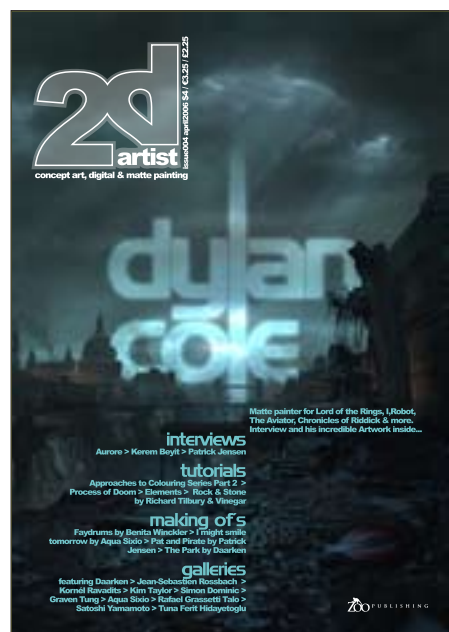 2d
artist
issue004 april2006 $4 / €3.25 / £2.25
concept art, digital & matte painting
dylan
cole
Matte painter for Lord of the Rings, I,Robot,
The Aviator, Chronicles of Riddick & more.
Interview and his incredible Artwork inside...
interviews
Aurore > Kerem Beyit > Patrick Jensen
tutorials
Approaches to Colouring Series Part 2 >
Process of Doom > Elements > Rock & Stone
by Richard Tilbury & Vinegar
making of's
Faydrums by Benita Winckler > I might smile
tomorrow by Aqua Sixio > Pat and Pirate by Patrick
Jensen > The Park by Daarken
galleries
featuring Daarken > Jean-Sebastien Rossbach >
Kornél Ravadits > Kim Taylor > Simon Dominic >
Graven Tung > Aqua Sixio > Rafael Grassetti Talo >
Satoshi Yamamoto > Tuna Ferit Hidayetoglu
ZOO PUBLISHING